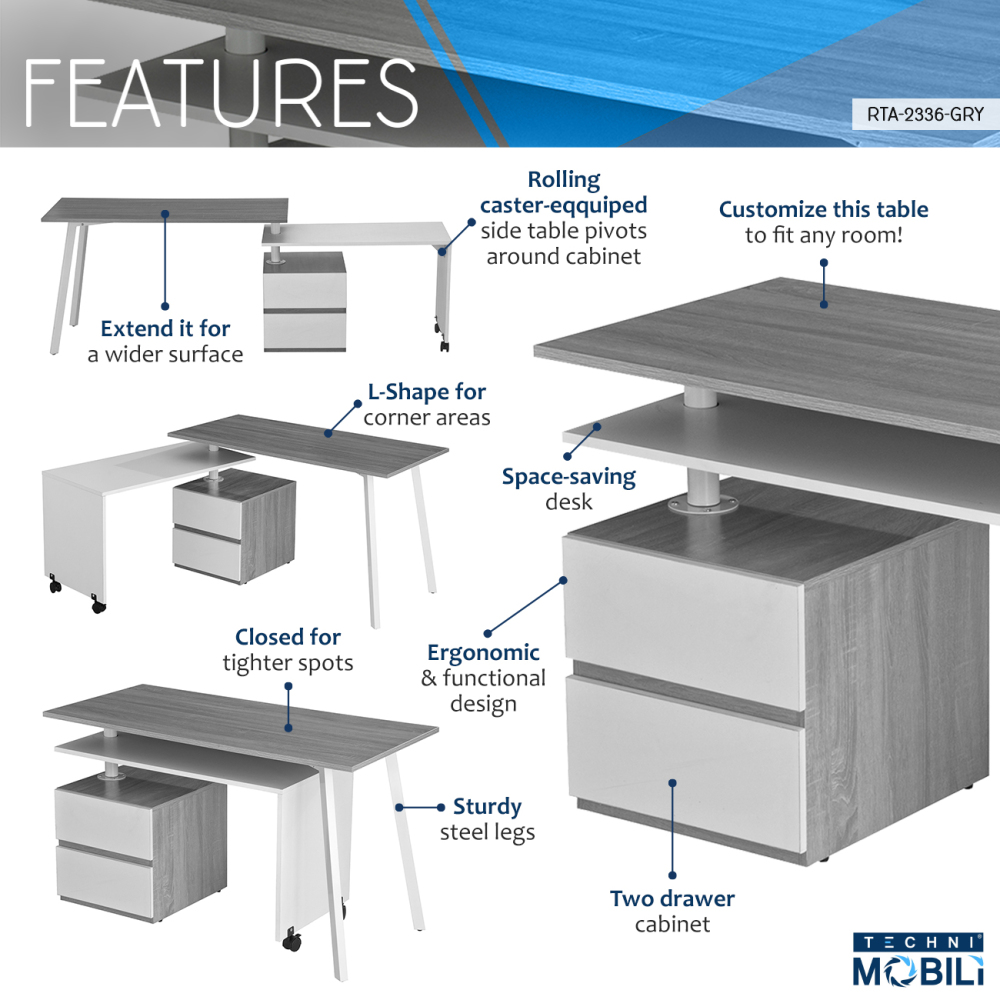 FEATURES
RTA-2336-GRY
Rolling
caster-eqquiped
side table pivots
around cabinet
Customize this table
to fit any room!
Extend it for
a wider surface
L-Shape for
corner areas
Space-saving
desk
Closed for
tighter spots
Ergonomic
& functional
design
Sturdy
steel legs
Two drawer
cabinet
TECHNI®
MOBILI